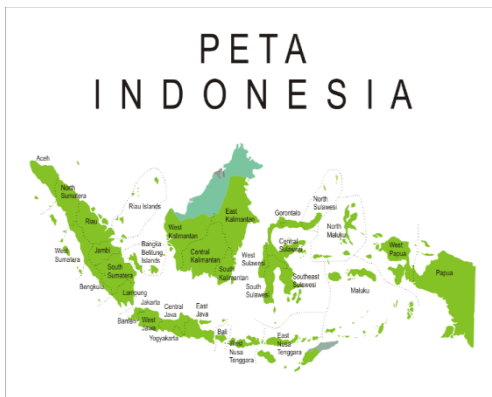 PETA
INDONESIA
Aceh
North
Sumatera
Riau
Riau Islands
West
Sumatera
Jambi
Bangka
Belitung
Islands
South
Sumatera
Bengkulu
Lampung
Jakarta
Banten
West
Java
Central
Java
Yogyakarta
East
Java
Bali
West
Nusa
Tenggara
East
Nusa
Tenggara
West
Kalimantan
Central
Kalimantan
East
Kalimantan
South
Kalimantan
West
Sulawesi
South
Sulawesi
Gorontalo
North
Sulawesi
Central
Sulawesi
Southeast
Sulewesi
North
Maluku
Maluku
West
Papua
Papua